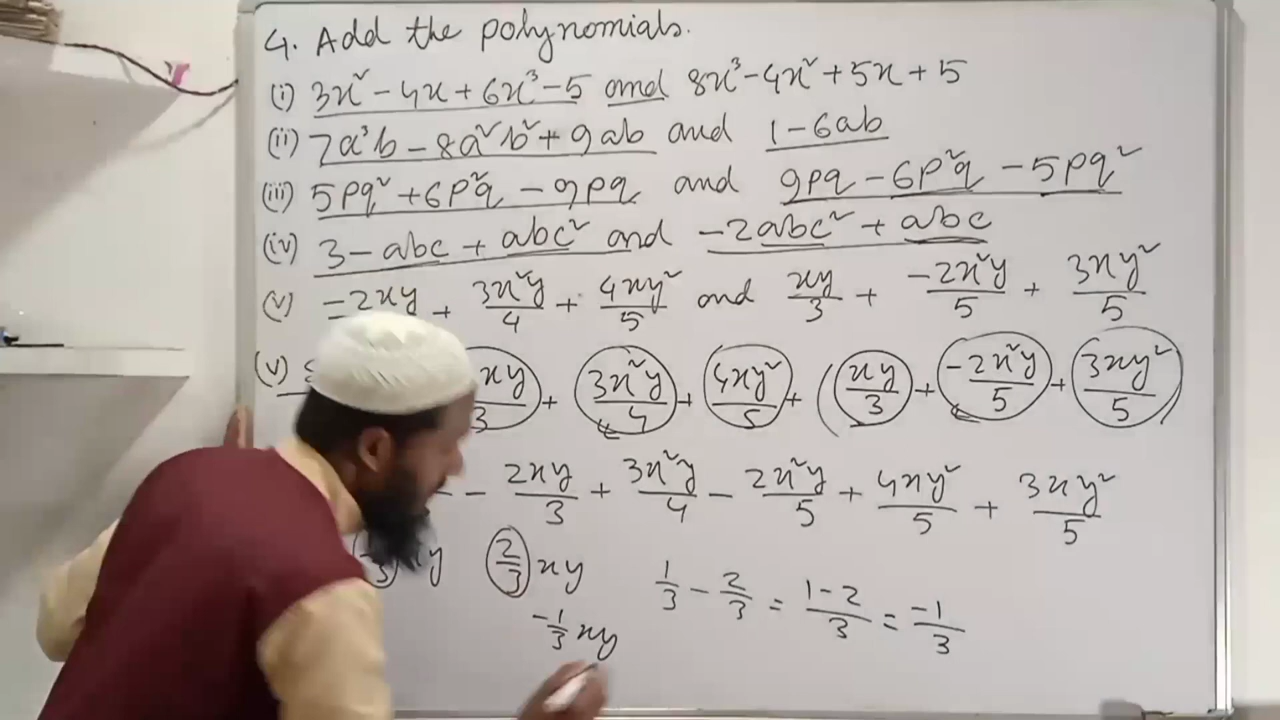 4. Add the polynomials.
(i) 3x² - 4x + 6x³ - 5 and 8x³ - 4x² + 5x + 5
(ii) 7a³b - 8a²b² + 9ab and 1 - 6ab
(iii) 5pq² + 6p²q - 9pq and 9pq - 6p²q - 5pq²
(iv) 3 - abc + abc² and -2abc² + abc
(v) -2xy + 3x²y/4 + 4xy²/5 and xy/3 + -2x²y/5 + 3xy²/5
(v) xy/3 + 3x²y/4 + 4xy²/5 + (xy/3 + -2x²y/5 + 3xy²/5)
- 2xy/3 + 3x²y/4 - 2x²y/5 + 4xy²/5 + 3xy²/5
3 y 2/3 xy 1/3 - 2/3 = 1-2/3 = -1/3
-1/3 xy